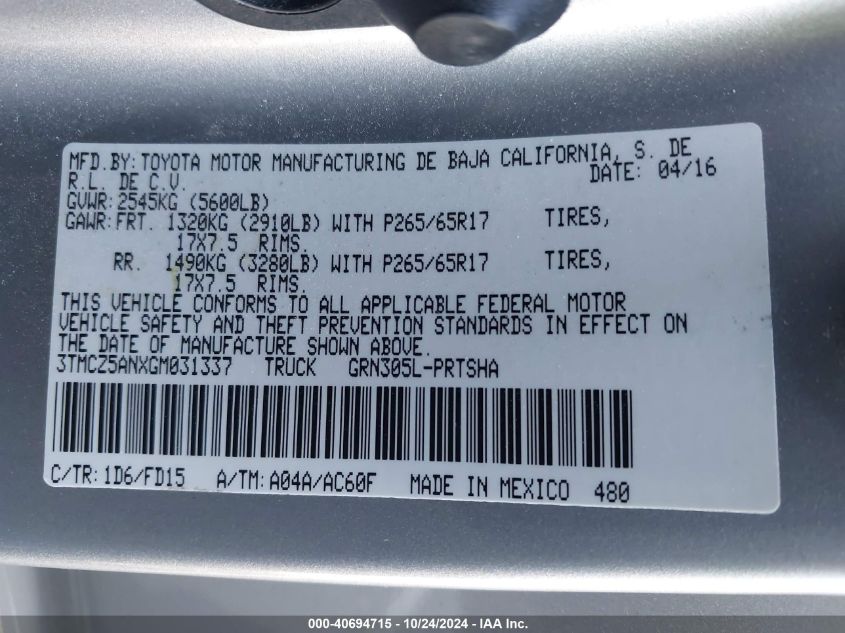 MFD.BY:TOYOTA MOTOR MANUFACTURING DE BAJA CALIFORNIA, S. DE
R.L. DE C.V. DATE: 04/16
GVWR:2545KG (5600LB)
GAWR:FRT. 1320KG (2910LB) WITH P265/65R17 TIRES,
17X7.5 RIMS.
RR. 1490KG (3280LB) WITH P265/65R17 TIRES,
17X7.5 RIMS.
THIS VEHICLE CONFORMS TO ALL APPLICABLE FEDERAL MOTOR
VEHICLE SAFETY AND THEFT PREVENTION STANDARDS IN EFFECT ON
THE DATE OF MANUFACTURE SHOWN ABOVE.
3TMCZ5ANXGM031337 TRUCK GRN305L-PRTSHA
C/TR:1D6/FD15 A/TM:A04A/AC60F MADE IN MEXICO 480
000-40694715 - 10/24/2024 - IAA Inc.